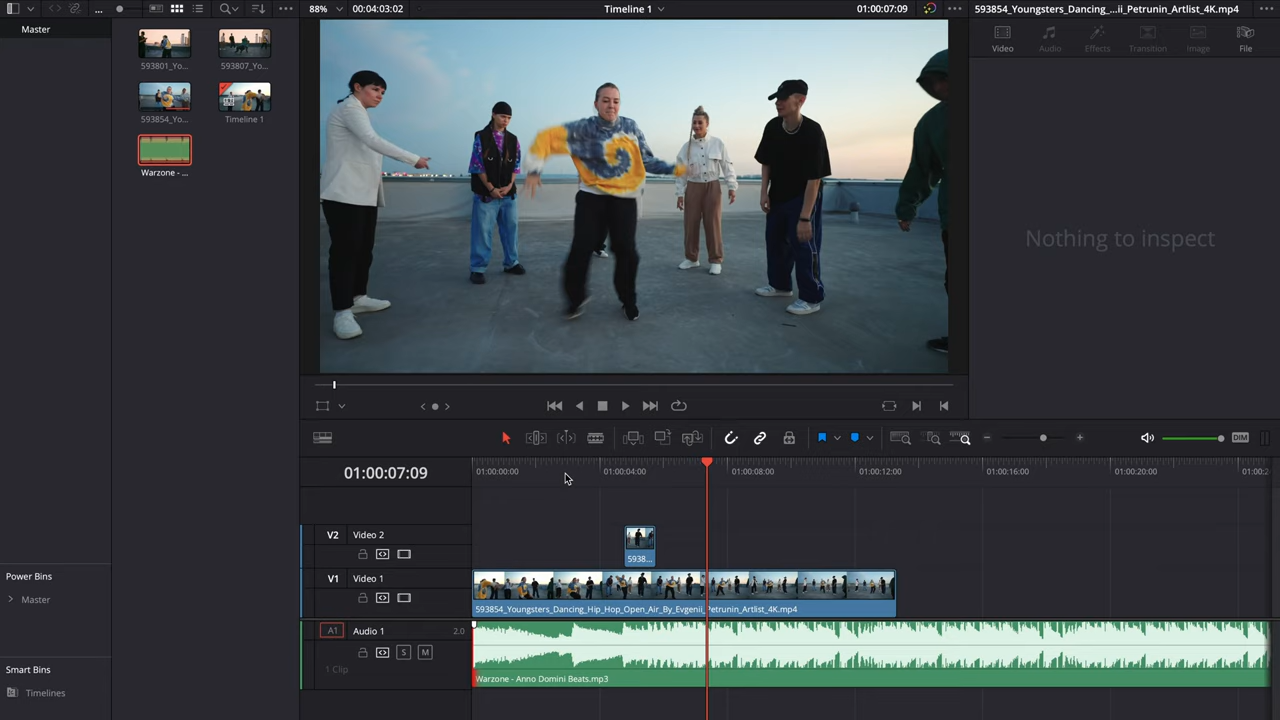 ...
88%
00:04:03:02
Timeline 1
01:00:07:09
593854_Youngsters_Dancing_...ii_Petrunin_Artlist_4K.mp4
Master
593801_Yo...
593807_Yo...
593854_Yo...
Timeline 1
Warzone - ...
Video
Audio
Effects
Transition
Image
File
Nothing to inspect
DIM
01:00:07:09
01:00:00:00
01:00:04:00
01:00:08:00
01:00:12:00
01:00:16:00
01:00:20:00
01:00:2
V2
Video 2
5938...
V1
Video 1
593854_Youngsters_Dancing_Hip_Hop_Open_Air_By_Evgenii_Petrunin_Artlist_4K.mp4
A1
Audio 1
2.0
S
M
1 Clip
Warzone - Anno Domini Beats.mp3
Power Bins
Master
Smart Bins
Timelines